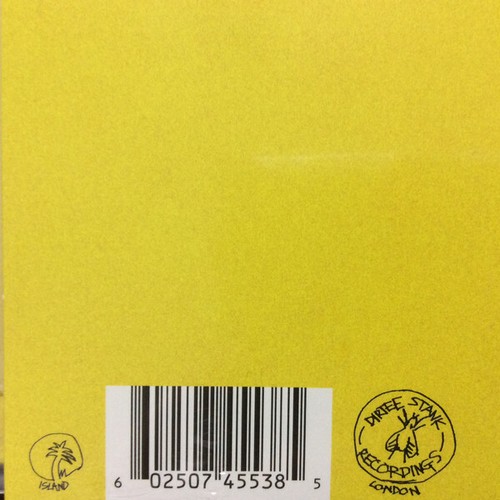 ISLAND
6 02507 45538 5
DIRTEE STANK
RECORDINGS
LONDON